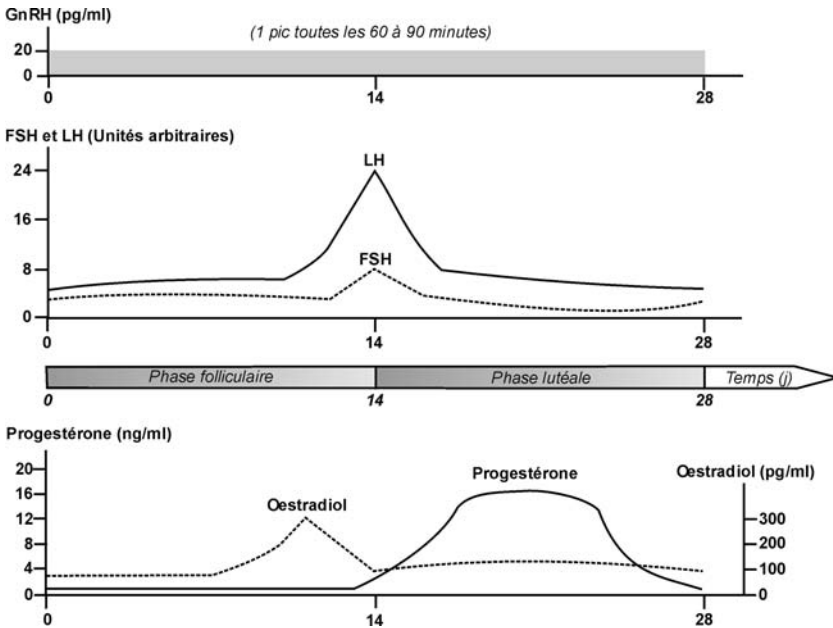 GnRH (pg/ml)
(1 pic toutes les 60 à 90 minutes)
20
0
0 14 28
FSH et LH (Unités arbitraires)
LH
24
16
FSH
8
0
0 14 28
Phase folliculaire Phase lutéale Temps (j)
0 14 28
Progestérone (ng/ml)
20 Progestérone Œstradiol (pg/ml)
16 Œstradiol
12 300
8 200
4 100
0 0
0 14 28